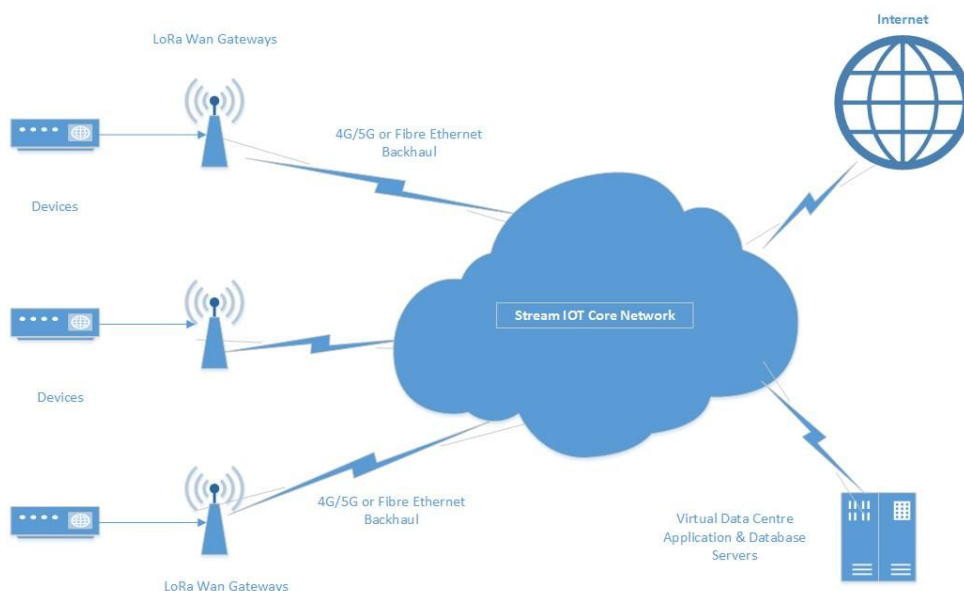 Internet
LoRa Wan Gateways
4G/5G or Fibre Ethernet
Backhaul
Devices
Stream IOT Core Network
Devices
4G/5G or Fibre Ethernet
Backhaul
Virtual Data Centre
Application & Database
Servers
LoRa Wan Gateways